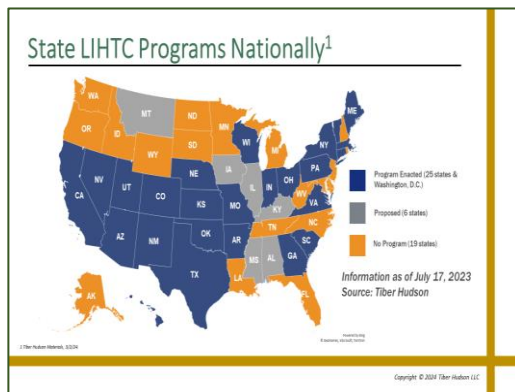 State LIHTC Programs Nationally1
WA
MT
ND
ME
OR
ID
MN
WI
NY
SD
MI
WY
IA
PA
NE
NV
IL
IN
OH
UT
CO
WV
VA
CA
KS
MO
KY
NC
TN
AZ
NM
OK
AR
SC
MS
AL
GA
TX
LA
AK
FL
Program Enacted (25 states &
Washington, D.C.)
Proposed (6 states)
No Program (19 states)
Information as of July 17, 2023
Source: Tiber Hudson
Copyright © 2024 Tiber Hudson LLC